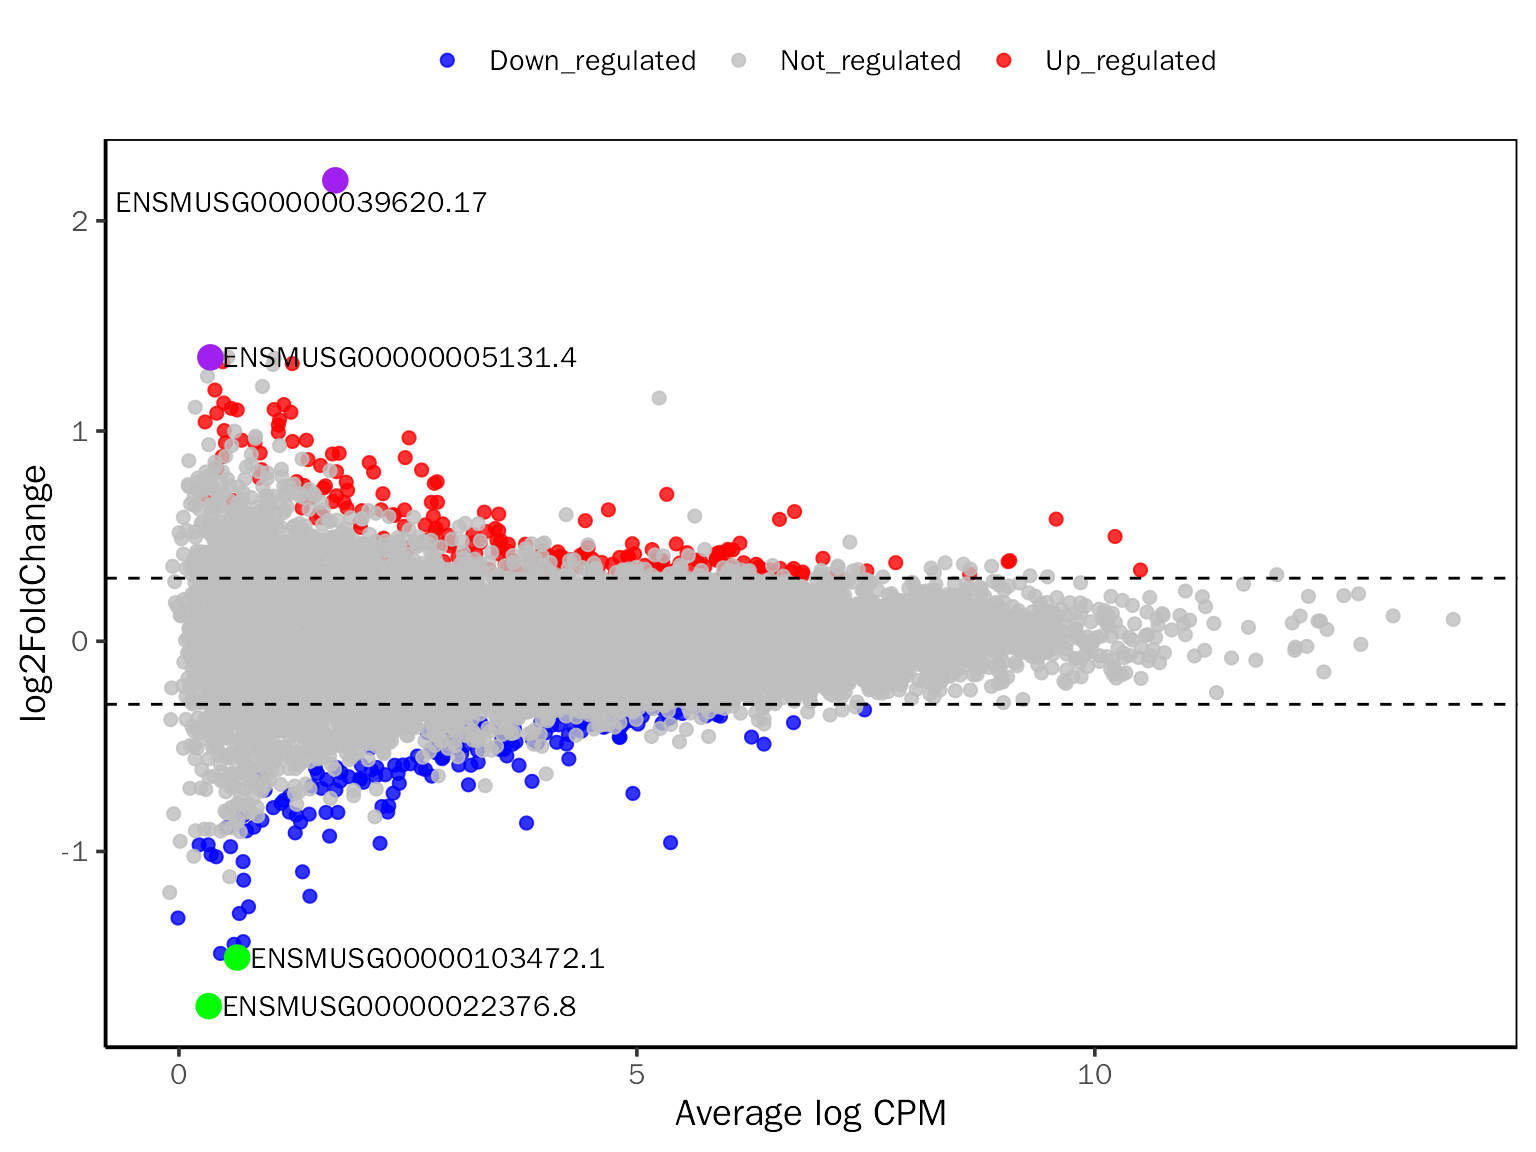 Down_regulated Not_regulated Up_regulated
ENSMUSG00000039620.17
2
ENSMUSG00000005131.4
1
log2FoldChange
0
-1
ENSMUSG00000103472.1
ENSMUSG00000022376.8
0 5 10
Average log CPM